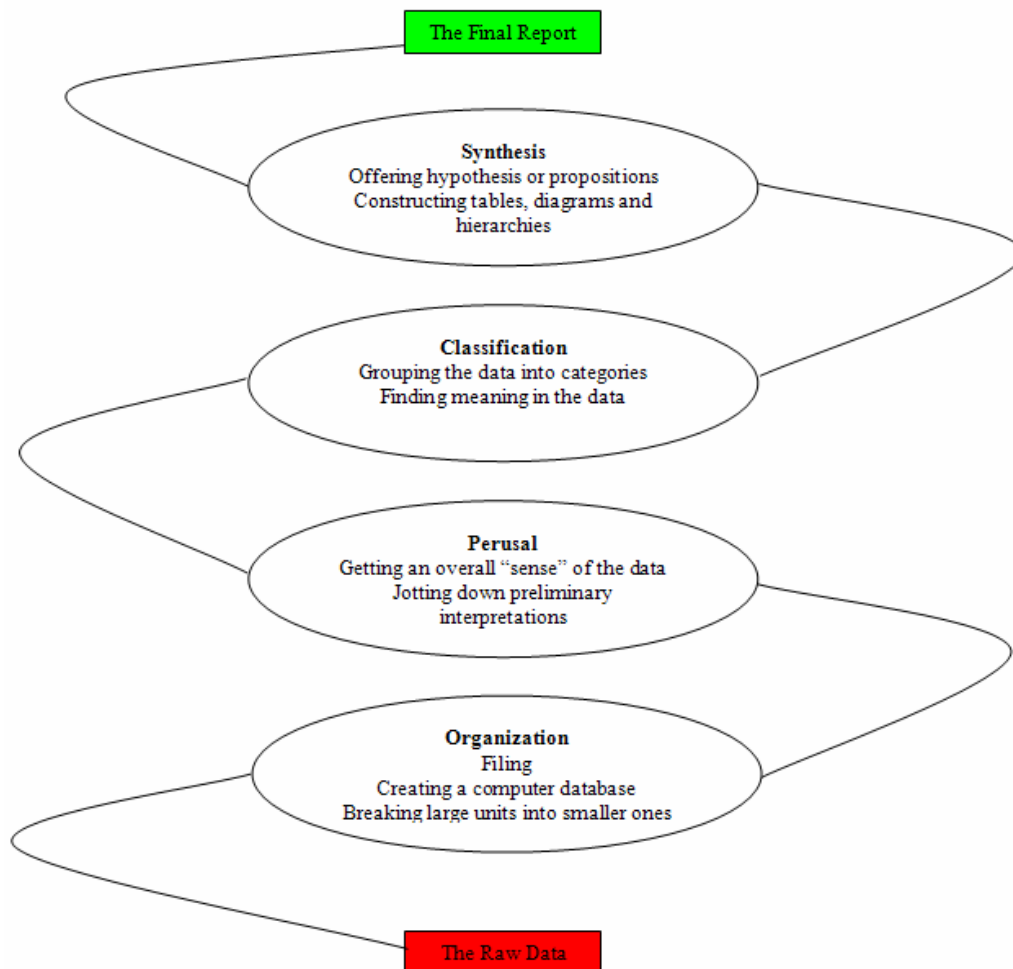 The Final Report
Synthesis
Offering hypothesis or propositions
Constructing tables, diagrams and
hierarchies
Classification
Grouping the data into categories
Finding meaning in the data
Perusal
Getting an overall “sense” of the data
Jotting down preliminary
interpretations
Organization
Filing
Creating a computer database
Breaking large units into smaller ones
The Raw Data